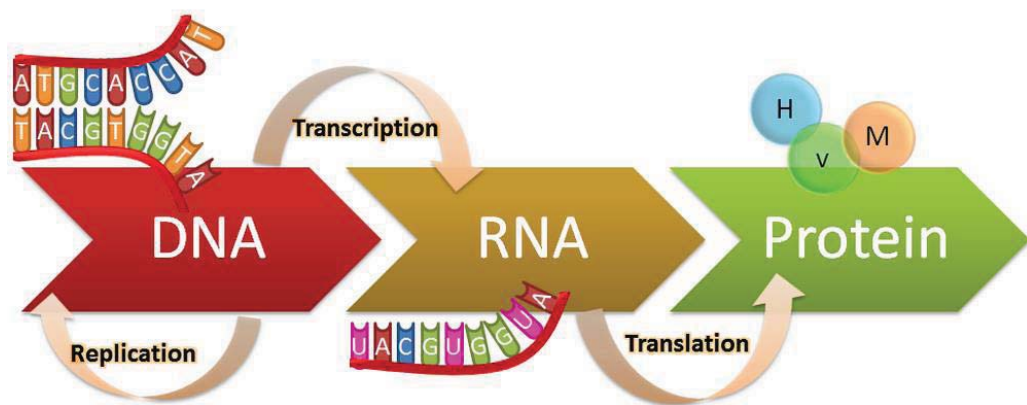 ATGCACCAT
TACGTGGTA
Transcription
H
V
M
DNA
RNA
Protein
Replication
UACGUGGUA
Translation